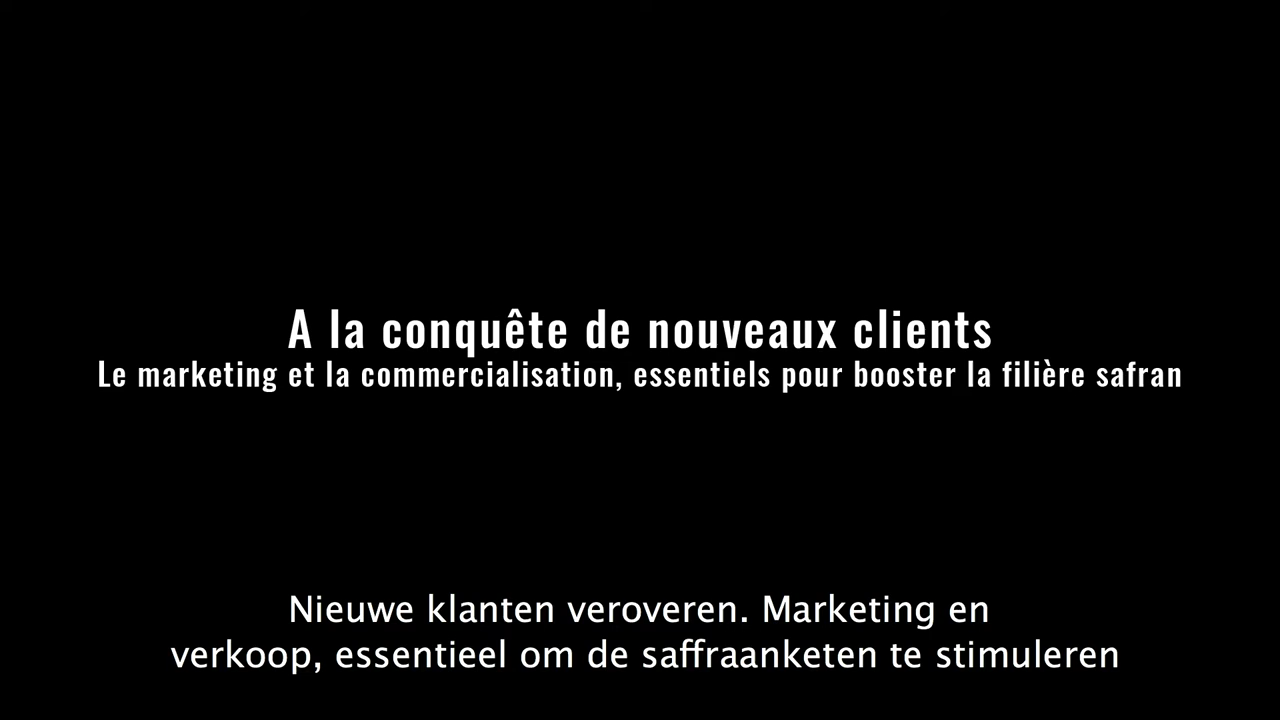 A la conquête de nouveaux clients
Le marketing et la commercialisation, essentiels pour booster la filière safran
Nieuwe klanten veroveren. Marketing en
verkoop, essentieel om de saffraanketen te stimuleren